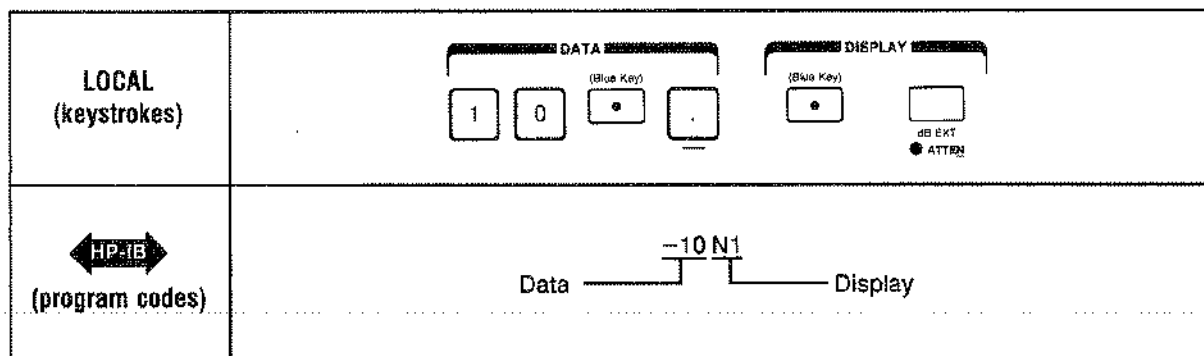 LOCAL
(keystrokes)
DATA
DISPLAY
(Blue Key)
(Blue Key)
1 0 .
dB EXT
ATTEN
HP-IB
(program codes)
-10 N1
Data
Display